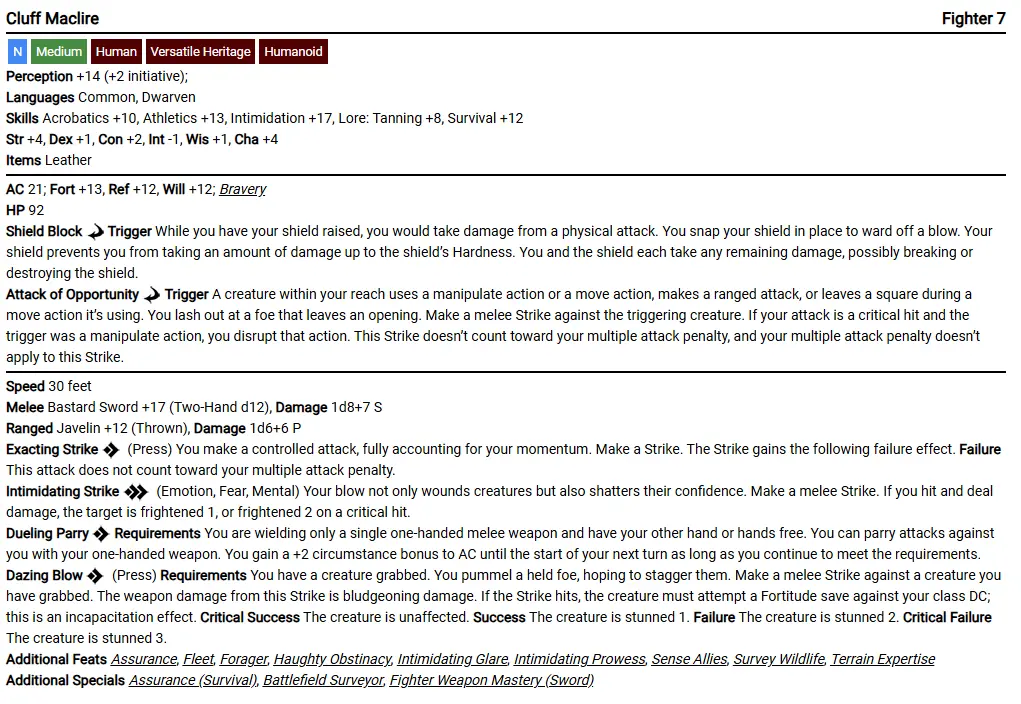 Cluff Maclire Fighter 7
N Medium Human Versatile Heritage Humanoid
Perception +14 (+2 initiative);
Languages Common, Dwarven
Skills Acrobatics +10, Athletics +13, Intimidation +17, Lore: Tanning +8, Survival +12
Str +4, Dex +1, Con +2, Int -1, Wis +1, Cha +4
Items Leather
AC 21; Fort +13, Ref +12, Will +12; Bravery
HP 92
Shield Block Trigger While you have your shield raised, you would take damage from a physical attack. You snap your shield in place to ward off a blow. Your
shield prevents you from taking an amount of damage up to the shield’s Hardness. You and the shield each take any remaining damage, possibly breaking or
destroying the shield.
Attack of Opportunity Trigger A creature within your reach uses a manipulate action or a move action, makes a ranged attack, or leaves a square during a
move action it’s using. You lash out at a foe that leaves an opening. Make a melee Strike against the triggering creature. If your attack is a critical hit and the
trigger was a manipulate action, you disrupt that action. This Strike doesn’t count toward your multiple attack penalty, and your multiple attack penalty doesn’t
apply to this Strike.
Speed 30 feet
Melee Bastard Sword +17 (Two-Hand d12), Damage 1d8+7 S
Ranged Javelin +12 (Thrown), Damage 1d6+6 P
Exacting Strike (Press) You make a controlled attack, fully accounting for your momentum. Make a Strike. The Strike gains the following failure effect. Failure
This attack does not count toward your multiple attack penalty.
Intimidating Strike (Emotion, Fear, Mental) Your blow not only wounds creatures but also shatters their confidence. Make a melee Strike. If you hit and deal
damage, the target is frightened 1, or frightened 2 on a critical hit.
Dueling Parry Requirements You are wielding only a single one-handed melee weapon and have your other hand or hands free. You can parry attacks against
you with your one-handed weapon. You gain a +2 circumstance bonus to AC until the start of your next turn as long as you continue to meet the requirements.
Dazing Blow (Press) Requirements You have a creature grabbed. You pummel a held foe, hoping to stagger them. Make a melee Strike against a creature you
have grabbed. The weapon damage from this Strike is bludgeoning damage. If the Strike hits, the creature must attempt a Fortitude save against your class DC;
this is an incapacitation effect. Critical Success The creature is unaffected. Success The creature is stunned 1. Failure The creature is stunned 2. Critical Failure
The creature is stunned 3.
Additional Feats Assurance, Fleet, Forager, Haughty Obstinacy, Intimidating Glare, Intimidating Prowess, Sense Allies, Survey Wildlife, Terrain Expertise
Additional Specials Assurance (Survival), Battlefield Surveyor, Fighter Weapon Mastery (Sword)